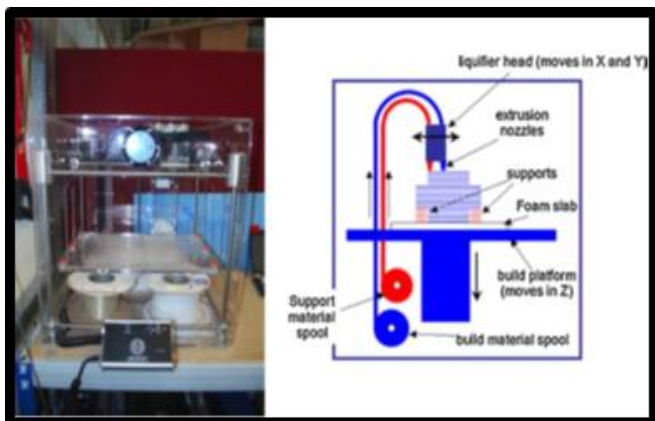 liquifier head (moves in X and Y)
extrusion
nozzles
supports
Foam slab
build platform
(moves in Z)
Support
material
spool
build material spool